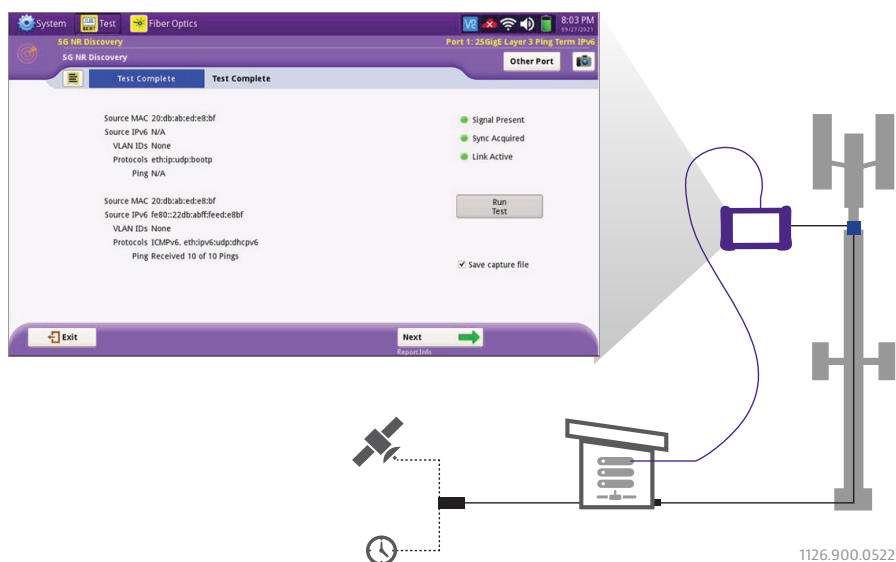 System Test Fiber Optics V2 8:03 PM
BERT 09/27/2021
5G NR Discovery Port 1: 25GigE Layer 3 Ping Term IPv6
5G NR Discovery Other Port
Test Complete Test Complete
Source MAC 20:db:ab:ed:e8:bf
Source IPv6 N/A
VLAN IDs None
Protocols eth:ip:udp:bootp
Ping N/A
Source MAC 20:db:ab:ed:e8:bf
Source IPv6 fe80::22db:abff:feed:e8bf
VLAN IDs None
Protocols ICMPv6, eth:ipv6:udp:dhcpv6
Ping Received 10 of 10 Pings
Signal Present
Sync Acquired
Link Active
Run
Test
Save capture file
Exit
Next
Report Info
1126.900.0522